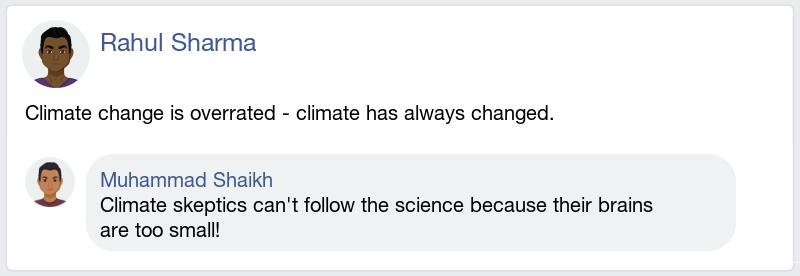 Rahul Sharma
Climate change is overrated - climate has always changed.
Muhammad Shaikh
Climate skeptics can't follow the science because their brains
are too small!